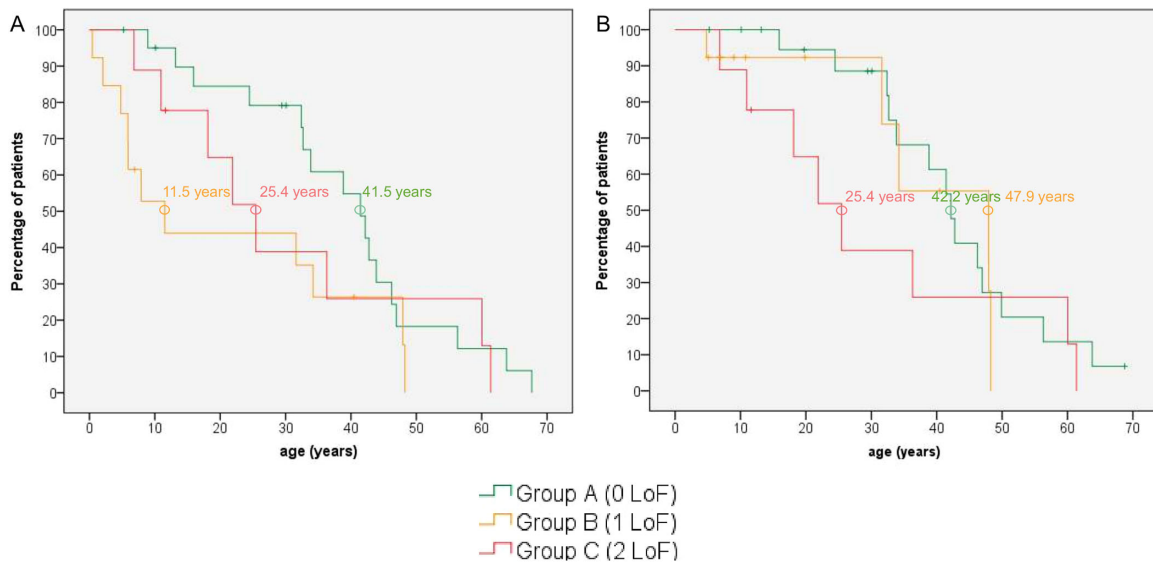 A
Percentage of patients
100
90
80
70
60
50
40
30
20
10
0
11.5 years
25.4 years
41.5 years
0 10 20 30 40 50 60 70
age (years)
B
Percentage of patients
100
90
80
70
60
50
40
30
20
10
0
25.4 years
42.2 years
47.9 years
0 10 20 30 40 50 60 70
age (years)
Group A (0 LoF)
Group B (1 LoF)
Group C (2 LoF)